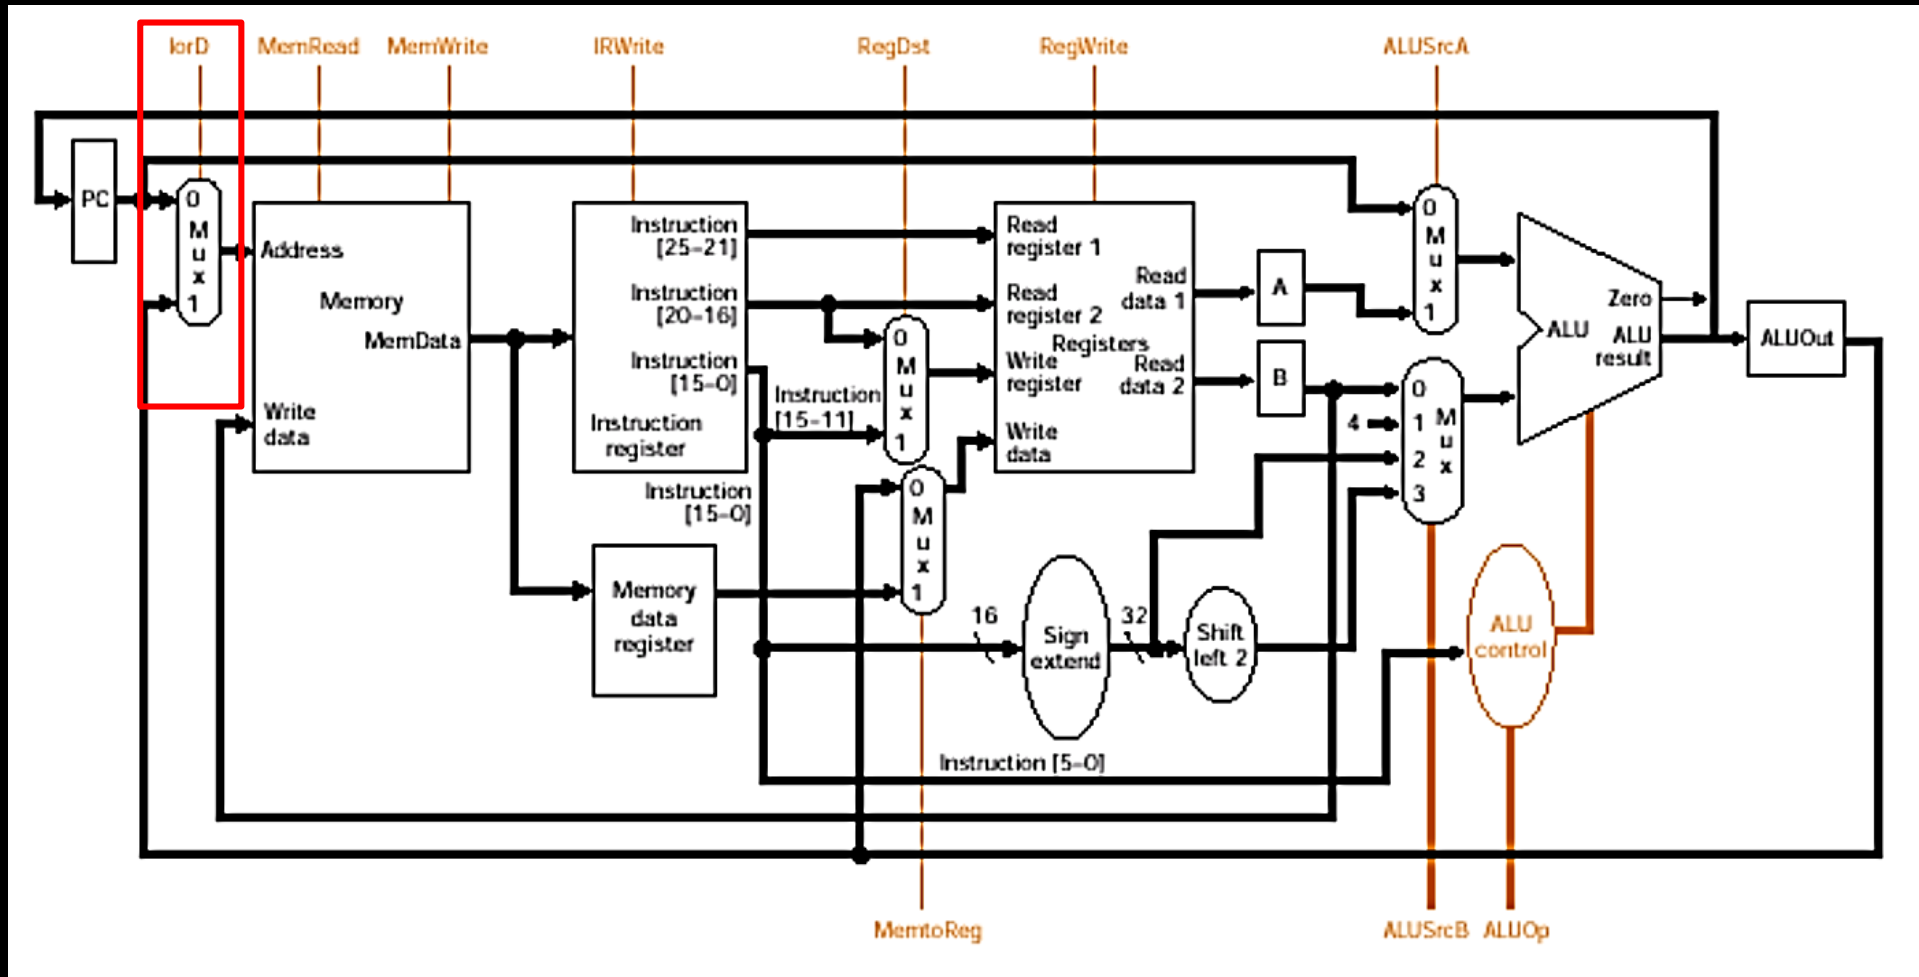 IorD
MemRead
MemWrite
IRWrite
RegDst
RegWrite
ALUSrcA
PC
0
M
u
x
1
Address
Memory
MemData
Write
data
Instruction
[25-21]
Instruction
[20-16]
Instruction
[15-0]
Instruction
register
Instruction
[15-0]
Instruction
[15-11]
Memory
data
register
0
M
u
x
1
0
M
u
x
1
Read
register 1
Read
register 2
Registers
Write
register
Write
data
Read
data 1
Read
data 2
16
Sign
extend
32
Shift
left 2
Instruction [5-0]
A
B
4
0
M
u
x
1
0
1
2
3
M
u
x
Zero
ALU
ALU
result
ALUOut
ALU
control
MemtoReg
ALUSrcB
ALUOp